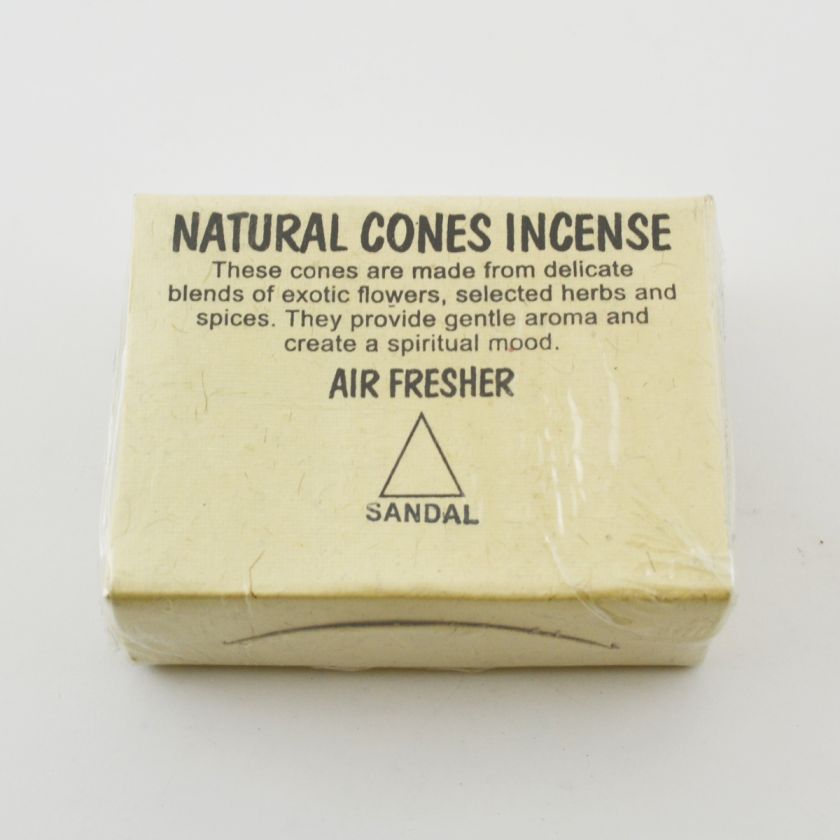 NATURAL CONES INCENSE
These cones are made from delicate
blends of exotic flowers, selected herbs and
spices. They provide gentle aroma and
create a spiritual mood.
AIR FRESHER
SANDAL